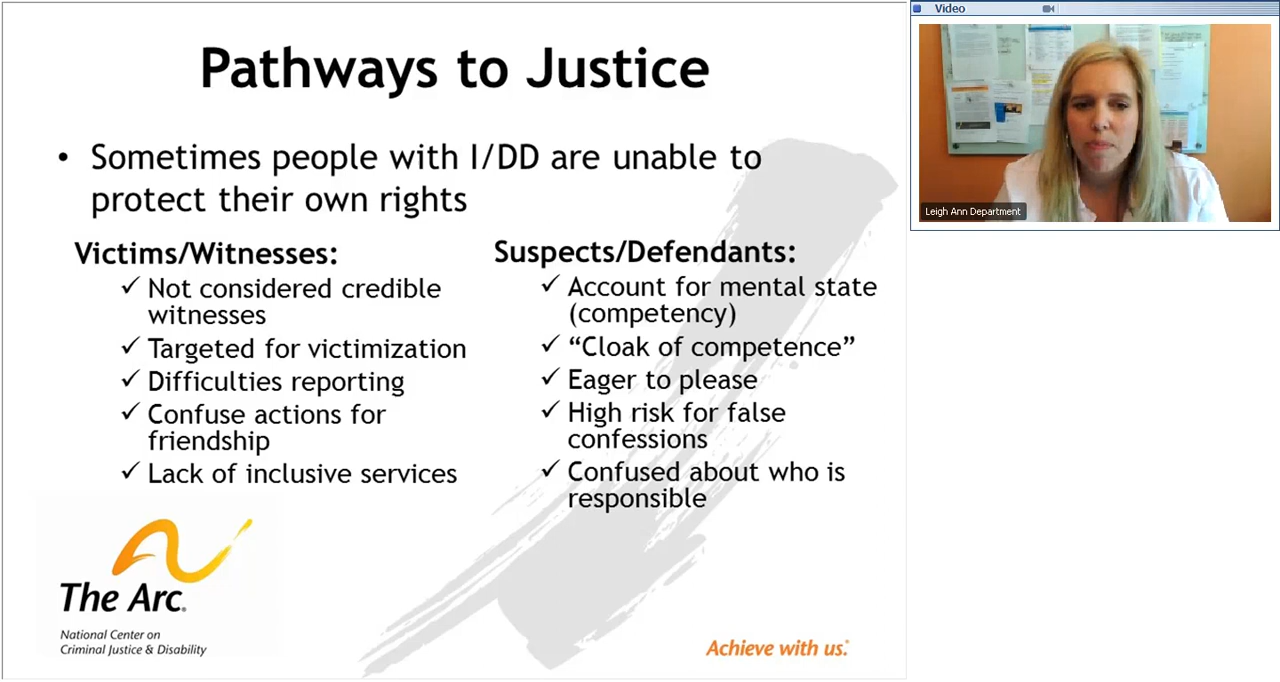 Pathways to Justice
• Sometimes people with I/DD are unable to
protect their own rights
Victims/Witnesses:
✓ Not considered credible
witnesses
✓ Targeted for victimization
✓ Difficulties reporting
✓ Confuse actions for
friendship
✓ Lack of inclusive services
Suspects/Defendants:
✓ Account for mental state
(competency)
✓ “Cloak of competence”
✓ Eager to please
✓ High risk for false
confessions
✓ Confused about who is
responsible
The Arc®
National Center on
Criminal Justice & Disability
Achieve with us.®
Video
Leigh Ann Department